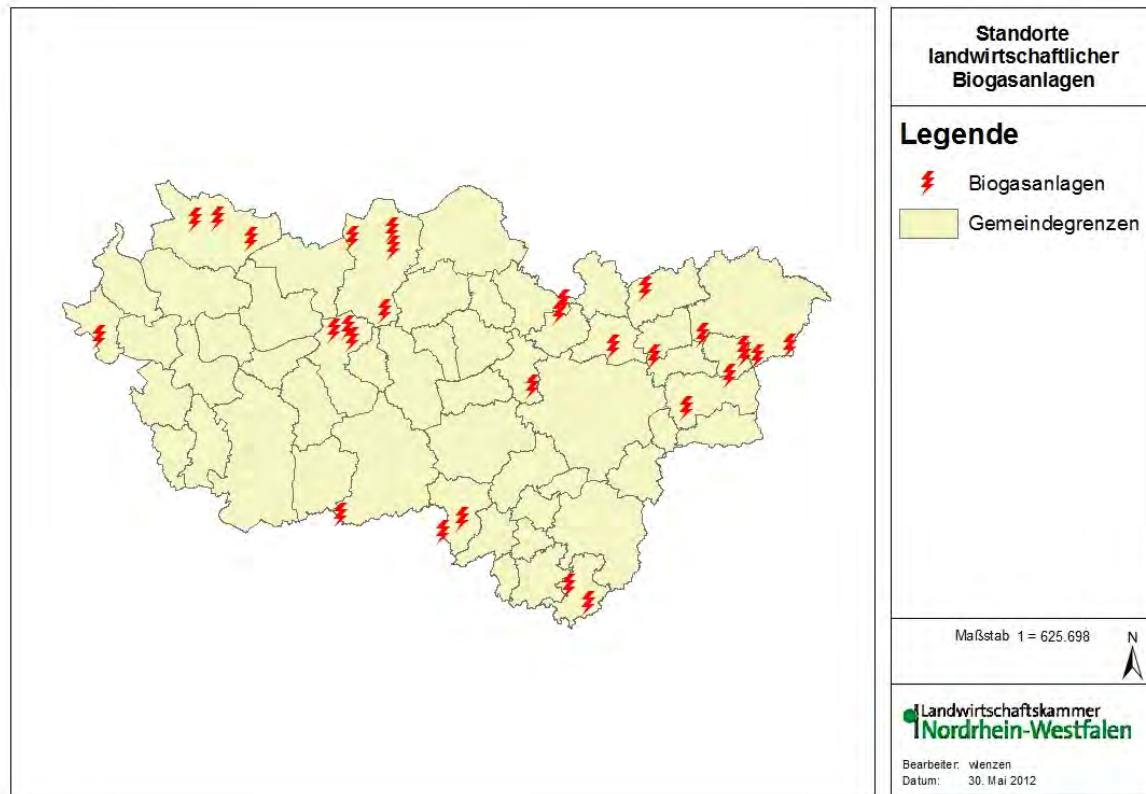 Standorte
landwirtschaftlicher
Biogasanlagen
Legende
Biogasanlagen
Gemeindegrenzen
Maßstab 1 = 625.698
N
Landwirtschaftskammer
Nordrhein-Westfalen
Bearbeiter: wienzen
Datum: 30. Mai 2012